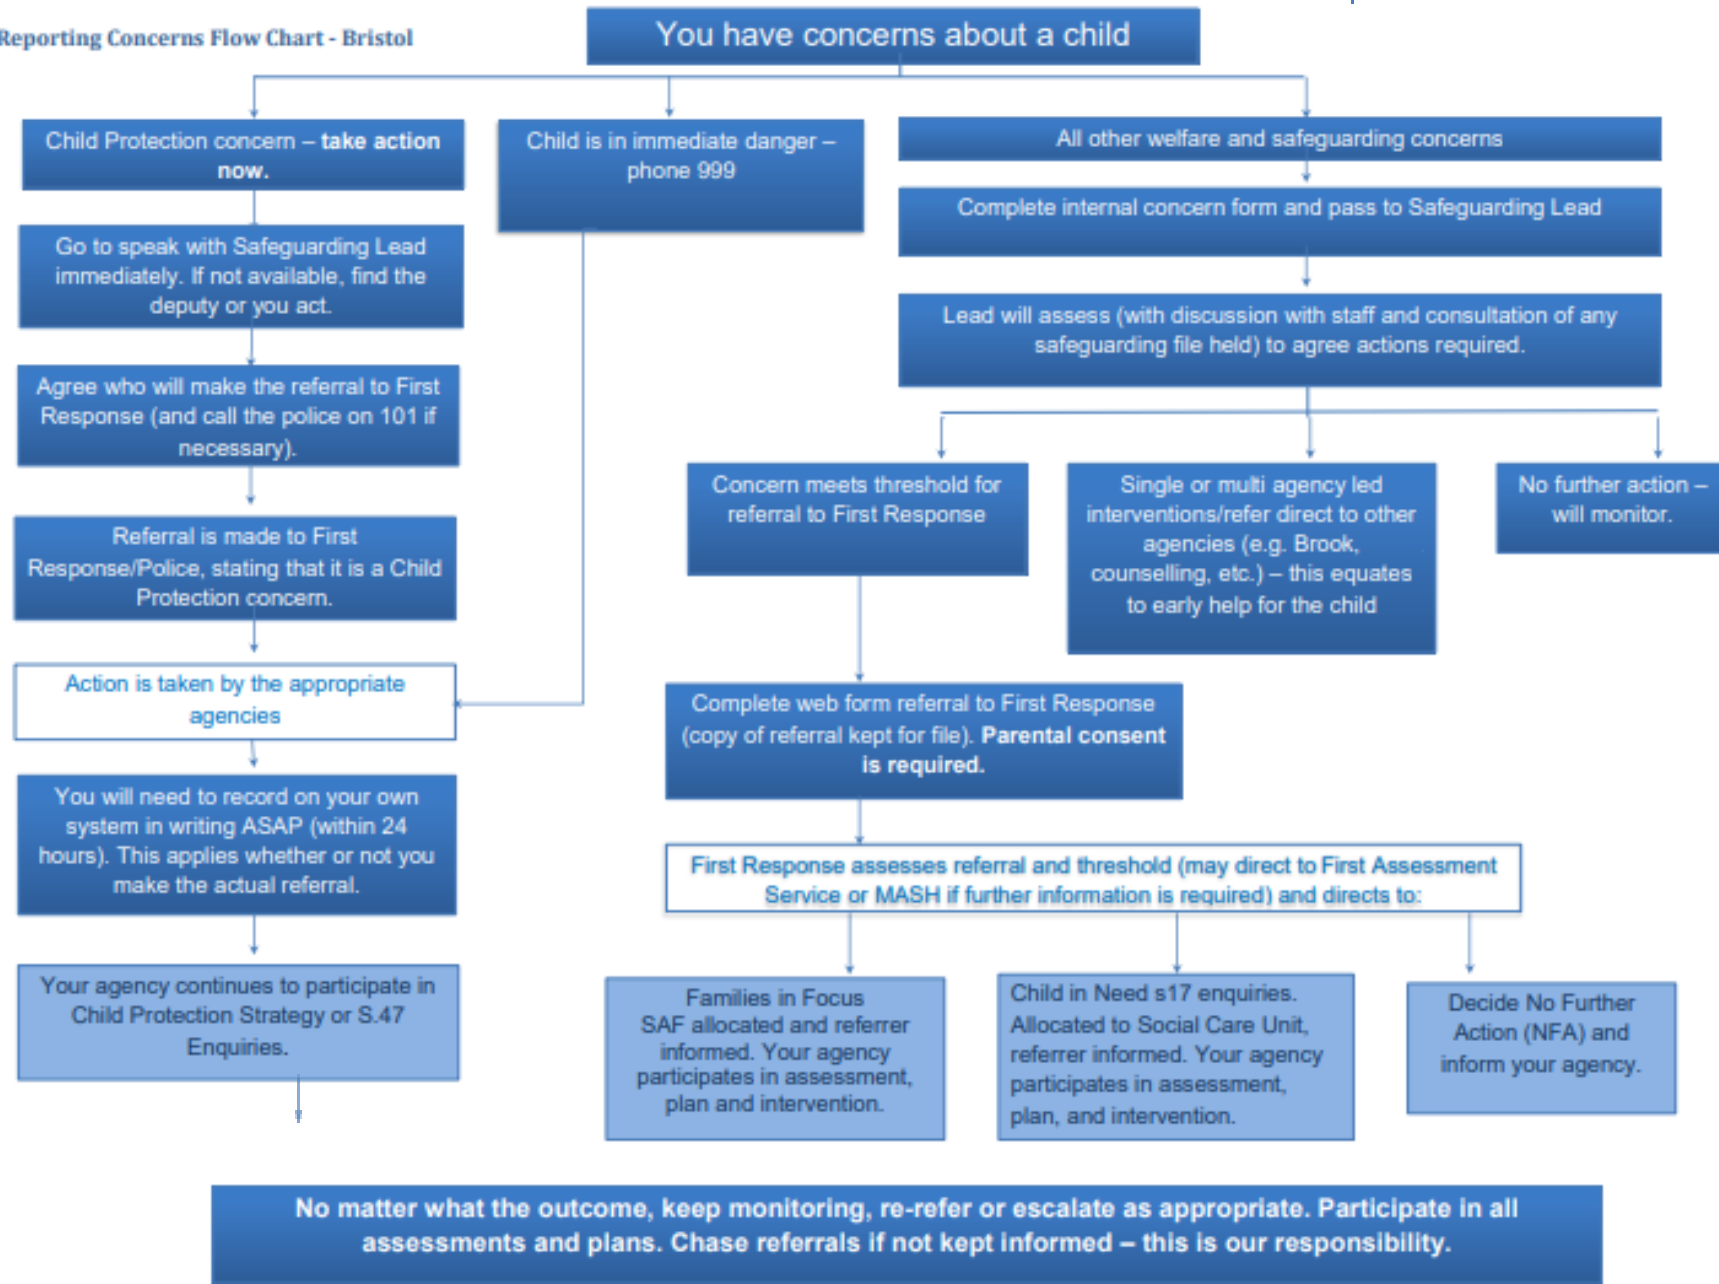 Reporting Concerns Flow Chart - Bristol
You have concerns about a child
Child Protection concern – take action
now.
Child is in immediate danger –
phone 999
All other welfare and safeguarding concerns
Go to speak with Safeguarding Lead
immediately. If not available, find the
deputy or you act.
Complete internal concern form and pass to Safeguarding Lead
Agree who will make the referral to First
Response (and call the police on 101 if
necessary).
Lead will assess (with discussion with staff and consultation of any
safeguarding file held) to agree actions required.
Referral is made to First
Response/Police, stating that it is a Child
Protection concern.
Concern meets threshold for
referral to First Response
Single or multi agency led
interventions/refer direct to other
agencies (e.g. Brook,
counselling, etc.) – this equates
to early help for the child
No further action –
will monitor.
Action is taken by the appropriate
agencies
Complete web form referral to First Response
(copy of referral kept for file). Parental consent
is required.
You will need to record on your own
system in writing ASAP (within 24
hours). This applies whether or not you
make the actual referral.
First Response assesses referral and threshold (may direct to First Assessment
Service or MASH if further information is required) and directs to:
Your agency continues to participate in
Child Protection Strategy or S.47
Enquiries.
Families in Focus
SAF allocated and referrer
informed. Your agency
participates in assessment,
plan and intervention.
Child in Need s17 enquiries.
Allocated to Social Care Unit,
referrer informed. Your agency
participates in assessment,
plan, and intervention.
Decide No Further
Action (NFA) and
inform your agency.
No matter what the outcome, keep monitoring, re-refer or escalate as appropriate. Participate in all
assessments and plans. Chase referrals if not kept informed – this is our responsibility.